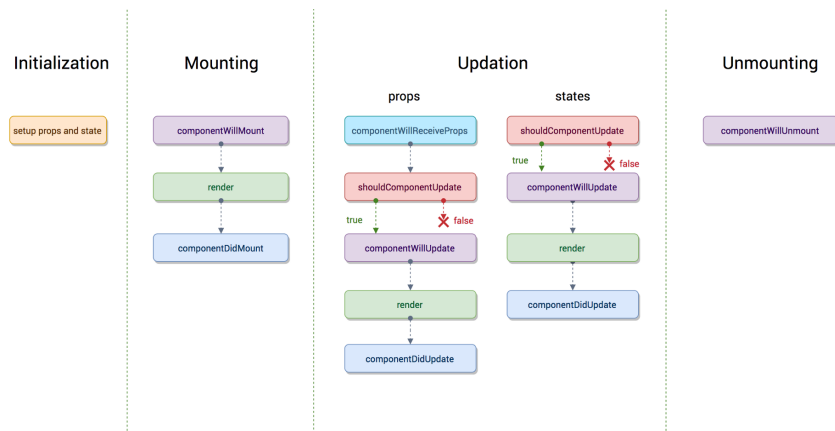 Initialization
Mounting
Updation
Unmounting
props
states
setup props and state
componentWillMount
componentWillReceiveProps
shouldComponentUpdate
componentWillUnmount
true
false
render
shouldComponentUpdate
componentWillUpdate
true
false
componentDidMount
componentWillUpdate
render
render
componentDidUpdate
componentDidUpdate